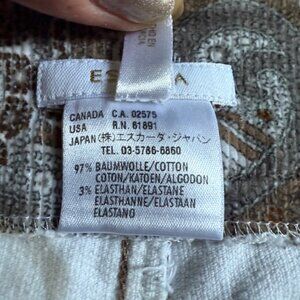 CANADA C.A. 02575
USA R.N. 61891
JAPAN (株)エスカーダ・ジャパン
TEL. 03-5786-6860
97% BAUMWOLLE/COTTON
COTON/KATOEN/ALGODON
3% ELASTHAN/ELASTANE
ELASTHANNE/ELASTAAN
ELASTANO